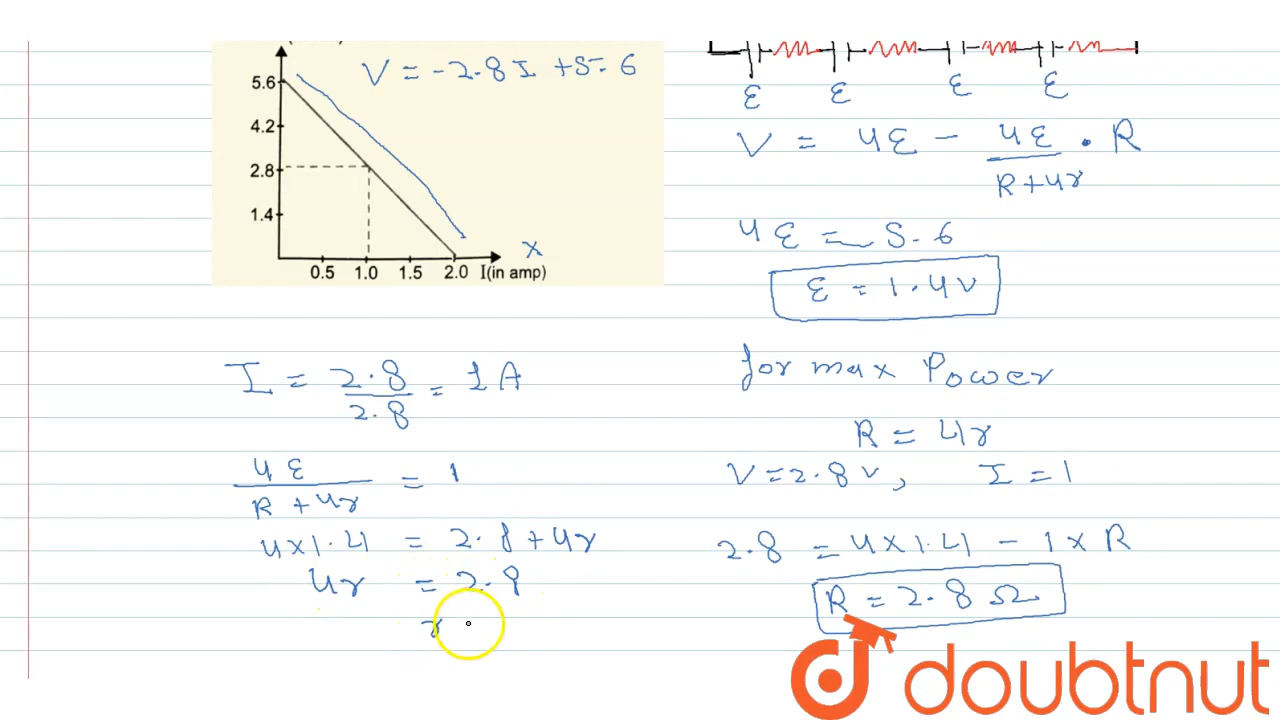 V = -2.8 I + 5.6
5.6
4.2
2.8
1.4
0.5 1.0 1.5 2.0 I(in amp)
x
ε ε ε ε
V = 4ε - 4ε/(R+4r) . R
4ε = 5.6
ε = 1.4 v
for max Power
R = 4r
V = 2.8 v, I = 1
2.8 = 4×1.4 - 1×R
R = 2.8 Ω
I = 2.8/2.8 = 1 A
4ε/(R+4r) = 1
4×1.4 = 2.8+4r
4r = 2.8
r
doubtnut